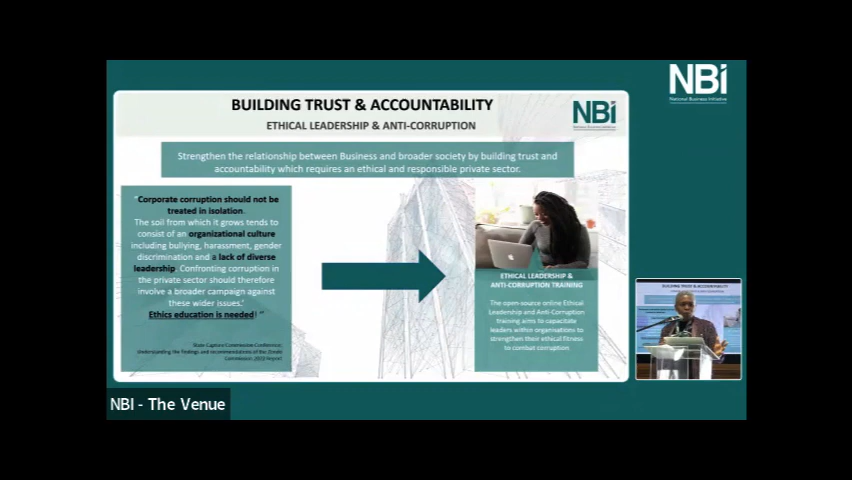 BUILDING TRUST & ACCOUNTABILITY
ETHICAL LEADERSHIP & ANTI-CORRUPTION
NBI
NBI
National Business Initiative
Strengthen the relationship between Business and broader society by building trust and
accountability which requires an ethical and responsible private sector.
"Corporate corruption should not be
treated in isolation.
The soil from which it grows tends to
consist of an organizational culture
including bullying, harassment, gender
discrimination and a lack of diverse
leadership. Confronting corruption in
the private sector should therefore
involve a broader campaign against
these wider issues.'
Ethics education is needed! "
State Capture Commission Conference,
Understanding the findings and recommendations of the Zondo
Commission,
ETHICAL LEADERSHIP &
ANTI-CORRUPTION TRAINING
The open-source online Ethical
Leadership and Anti-Corruption
training aims to capacitate
leaders within organisations to
strengthen their ethical fitness
to combat corruption
BUILDING TRUST & ACCOUNTABILITY
NBI - The Venue